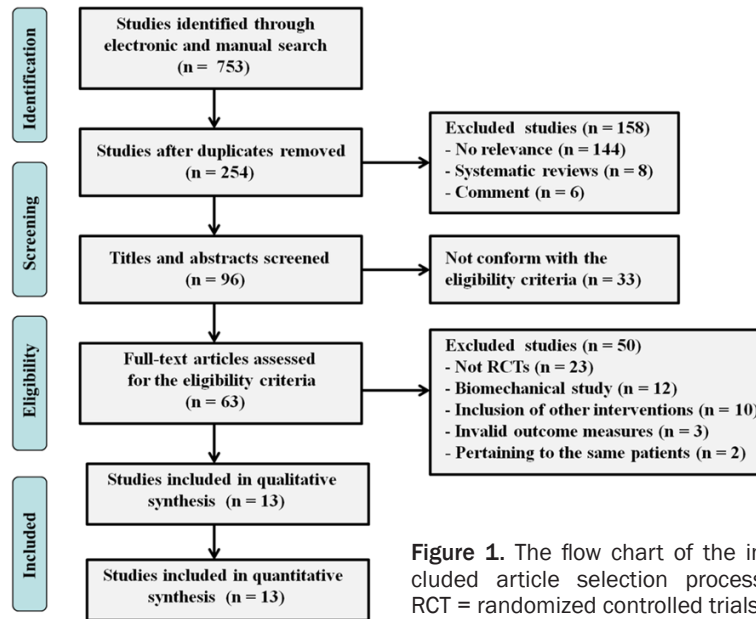 Identification
Studies identified through
electronic and manual search
(n = 753)
Studies after duplicates removed
(n = 254)
Excluded studies (n = 158)
- No relevance (n = 144)
- Systematic reviews (n = 8)
- Comment (n = 6)
Screening
Titles and abstracts screened
(n = 96)
Not conform with the
eligibility criteria (n = 33)
Eligibility
Full-text articles assessed
for the eligibility criteria
(n = 63)
Excluded studies (n = 50)
- Not RCTs (n = 23)
- Biomechanical study (n = 12)
- Inclusion of other interventions (n = 10)
- Invalid outcome measures (n = 3)
- Pertaining to the same patients (n = 2)
Included
Studies included in qualitative
synthesis (n = 13)
Studies included in quantitative
synthesis (n = 13)
Figure 1. The flow chart of the in
cluded article selection process
RCT = randomized controlled trials